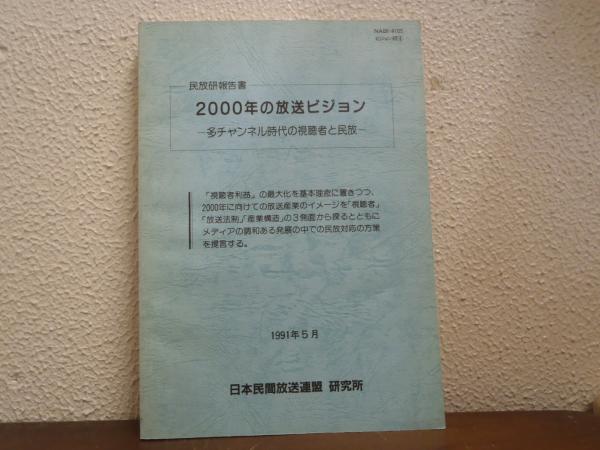 民放研報告書
2000年の放送ビジョン
－多チャンネル時代の視聴者と民放－
「視聴者利益」の最大化を基本理念に置きつつ、
2000年に向けての放送産業のイメージを「視聴者」
「放送法制」「産業構造」の3側面から探るとともに
メディアの調和ある発展の中での民放対応の方策
を提言する。
1991年5月
日本民間放送連盟 研究所